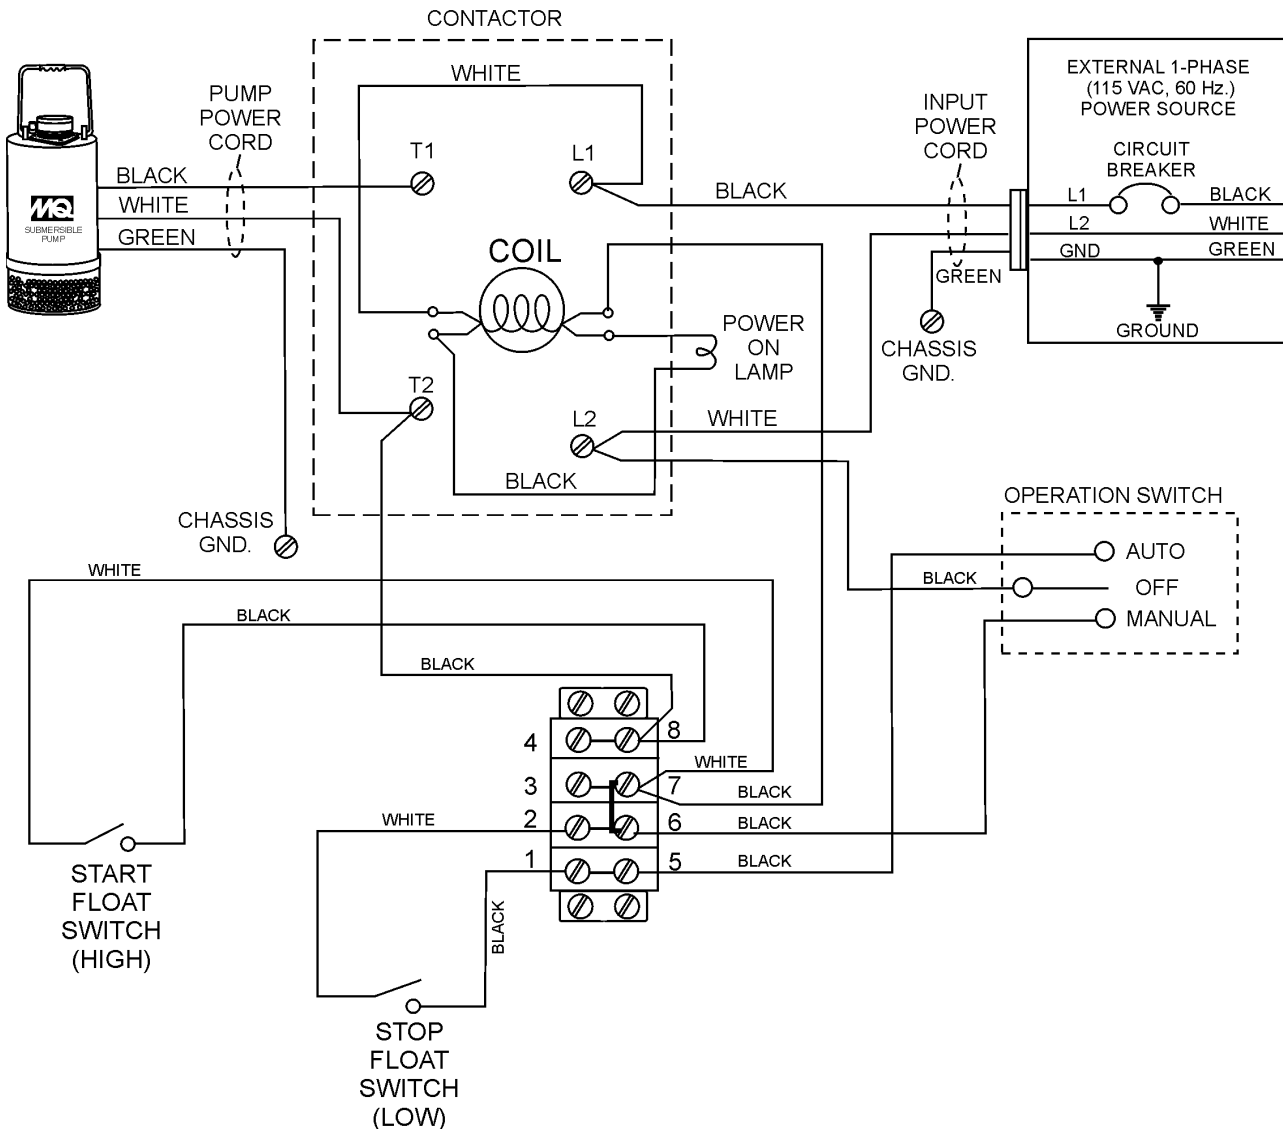 CONTACTOR
WHITE
PUMP
POWER
CORD
T1
L1
BLACK
WHITE
GREEN
MQ
SUBMERSIBLE
PUMP
BLACK
INPUT
POWER
CORD
EXTERNAL 1-PHASE
(115 VAC, 60 Hz.)
POWER SOURCE
CIRCUIT
BREAKER
L1
BLACK
L2
WHITE
GND
GREEN
GROUND
GREEN
CHASSIS
GND.
COIL
POWER
ON
LAMP
T2
L2
WHITE
BLACK
CHASSIS
GND.
OPERATION SWITCH
AUTO
BLACK
OFF
MANUAL
WHITE
BLACK
BLACK
4
8
3
7
WHITE
BLACK
WHITE
2
6
BLACK
1
5
BLACK
BLACK
START
FLOAT
SWITCH
(HIGH)
STOP
FLOAT
SWITCH
(LOW)